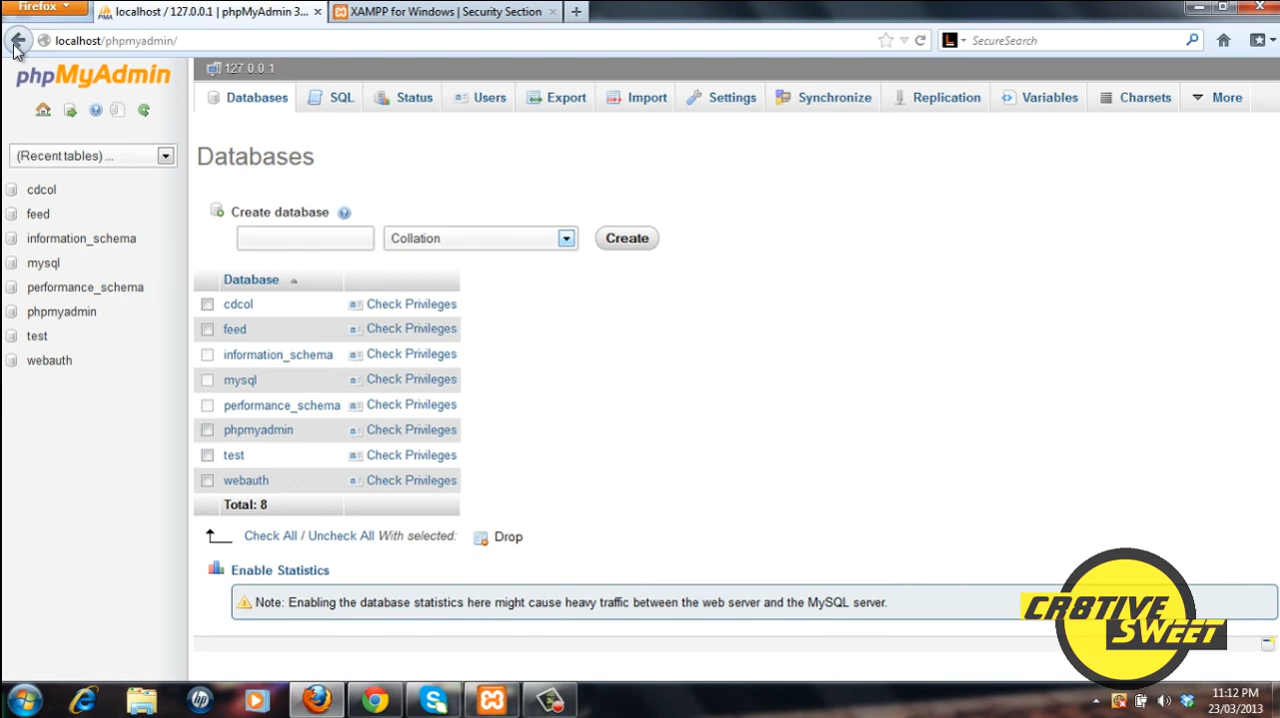 Firefox
localhost / 127.0.0.1 | phpMyAdmin 3...
XAMPP for Windows | Security Section
localhost/phpmyadmin/
SecureSearch
phpMyAdmin
127.0.0.1
Databases SQL Status Users Export Import Settings Synchronize Replication Variables Charsets More
(Recent tables) ...
cdcol
feed
information_schema
mysql
performance_schema
phpmyadmin
test
webauth
Databases
Create database
Collation Create
Database
cdcol Check Privileges
feed Check Privileges
information_schema Check Privileges
mysql Check Privileges
performance_schema Check Privileges
phpmyadmin Check Privileges
test Check Privileges
webauth Check Privileges
Total: 8
Check All / Uncheck All With selected: Drop
Enable Statistics
Note: Enabling the database statistics here might cause heavy traffic between the web server and the MySQL server.
CR8TIVE
SWEET
11:12 PM
23/03/2013